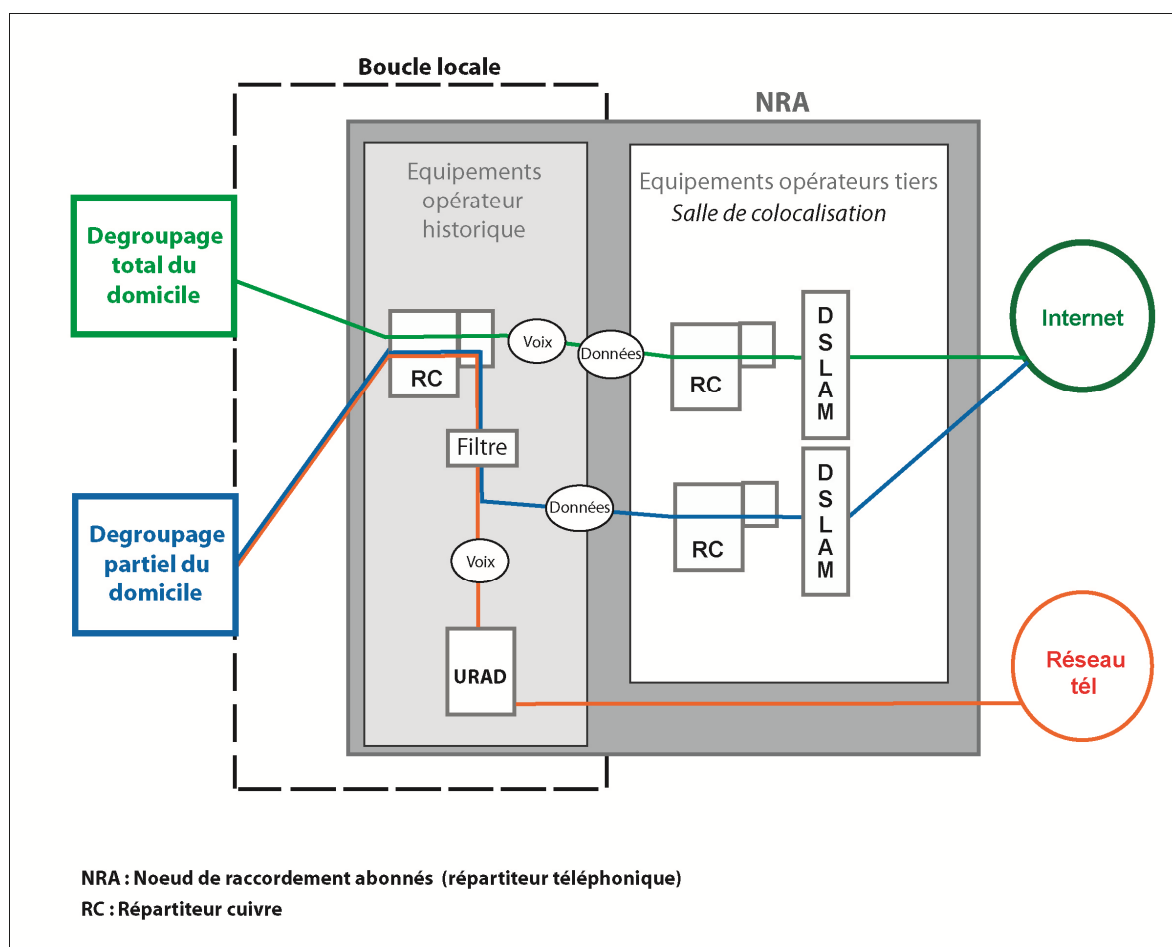 Boucle locale
NRA
Equipements
opérateur
historique
Equipements opérateurs tiers
Salle de colocalisation
Degroupage
total du
domicile
Internet
Voix
Données
RC
RC
D
S
L
A
M
Filtre
Degroupage
partiel du
domicile
Données
RC
D
S
L
A
M
Voix
URAD
Réseau
tél
NRA : Noeud de raccordement abonnés (répartiteur téléphonique)
RC : Répartiteur cuivre